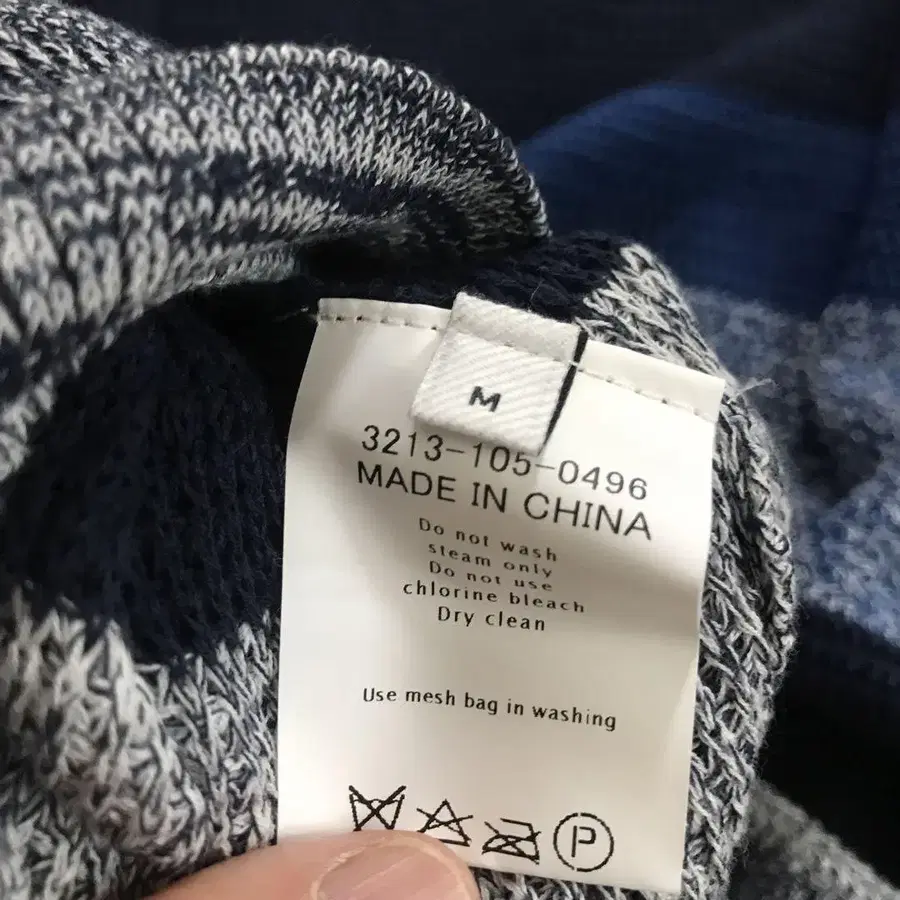 M
3213-105-0496
MADE IN CHINA
Do not wash
steam only
Do not use
chlorine bleach
Dry clean
Use mesh bag in washing
P